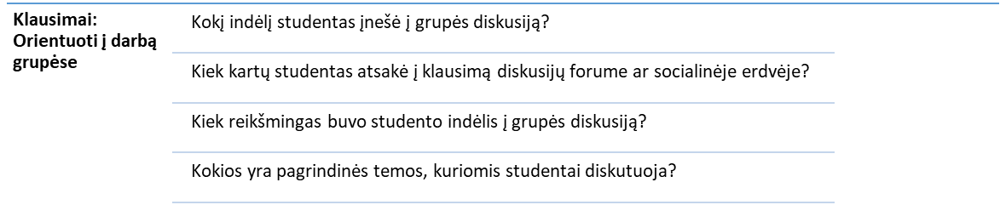 Klausimai:
Orientuoti į darbą
grupėse
Kokį indėlį studentas įnešė į grupės diskusiją?
Kiek kartų studentas atsakė į klausimą diskusijų forume ar socialinėje erdvėje?
Kiek reikšmingas buvo studento indėlis į grupės diskusiją?
Kokios yra pagrindinės temos, kuriomis studentai diskutuoja?